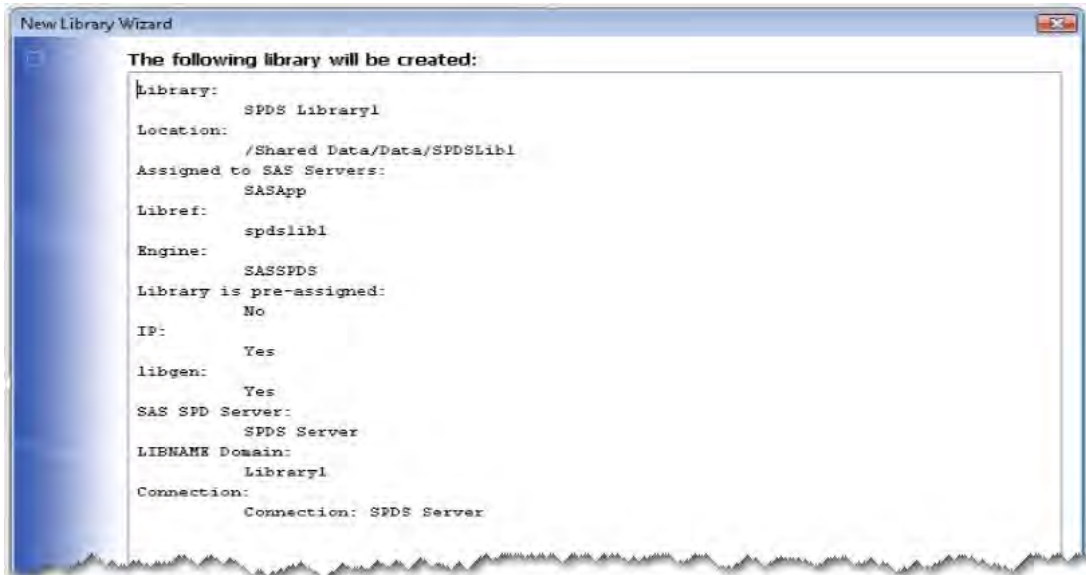 New Library Wizard
The following library will be created:
Library:
SPDS Library1
Location:
/Shared Data/Data/SPDSLib1
Assigned to SAS Servers:
SASApp
Libref:
spdslib1
Engine:
SASSPDS
Library is pre-assigned:
No
IP:
Yes
libgen:
Yes
SAS SPD Server:
SPDS Server
LIBNAME Domain:
Library1
Connection:
Connection: SPDS Server